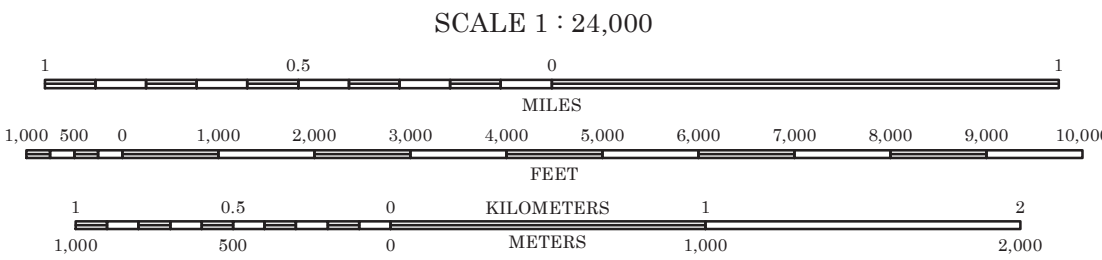 SCALE 1 : 24,000
1 0.5 0 1
MILES
1,000 500 0 1,000 2,000 3,000 4,000 5,000 6,000 7,000 8,000 9,000 10,000
FEET
1 0.5 0 KILOMETERS 1 2
1,000 500 0 METERS 1,000 2,000